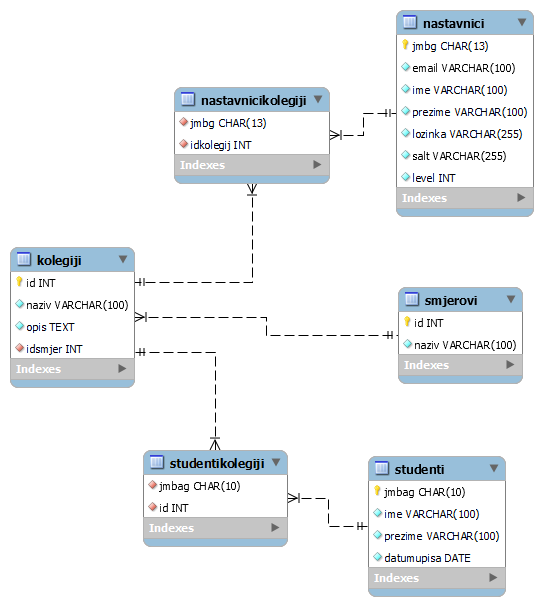 nastavnici
jmbg CHAR(13)
email VARCHAR(100)
ime VARCHAR(100)
prezime VARCHAR(100)
lozinka VARCHAR(255)
salt VARCHAR(255)
level INT
Indexes
nastavnicikolegiji
jmbg CHAR(13)
idkolegij INT
Indexes
kolegiji
id INT
naziv VARCHAR(100)
opis TEXT
idsmjer INT
Indexes
smjerovi
id INT
naziv VARCHAR(100)
Indexes
studentikolegiji
jmbag CHAR(10)
id INT
Indexes
studenti
jmbag CHAR(10)
ime VARCHAR(100)
prezime VARCHAR(100)
datumupisa DATE
Indexes